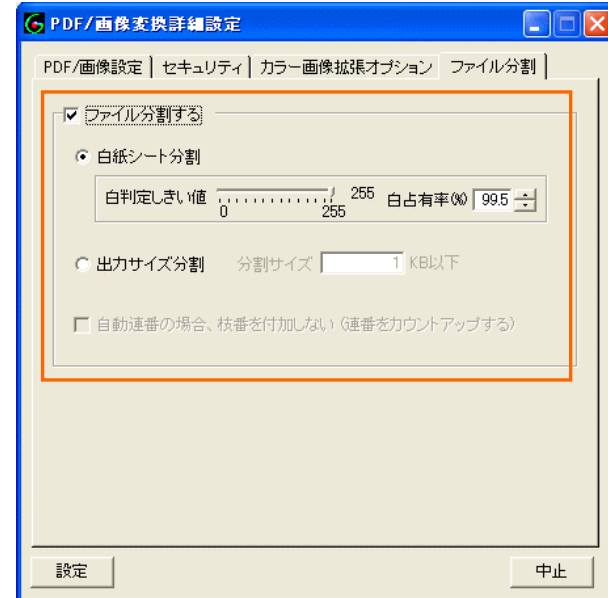 PDF/画像変換詳細設定
PDF/画像設定 セキュリティ カラー画像拡張オプション ファイル分割
ファイル分割する
白紙シート分割
白判定しきい値 255 白占有率(%) 99.5
0 255
出力サイズ分割 分割サイズ 1 KB以下
自動連番の場合、枝番を付加しない(連番をカウントアップする)
設定 中止